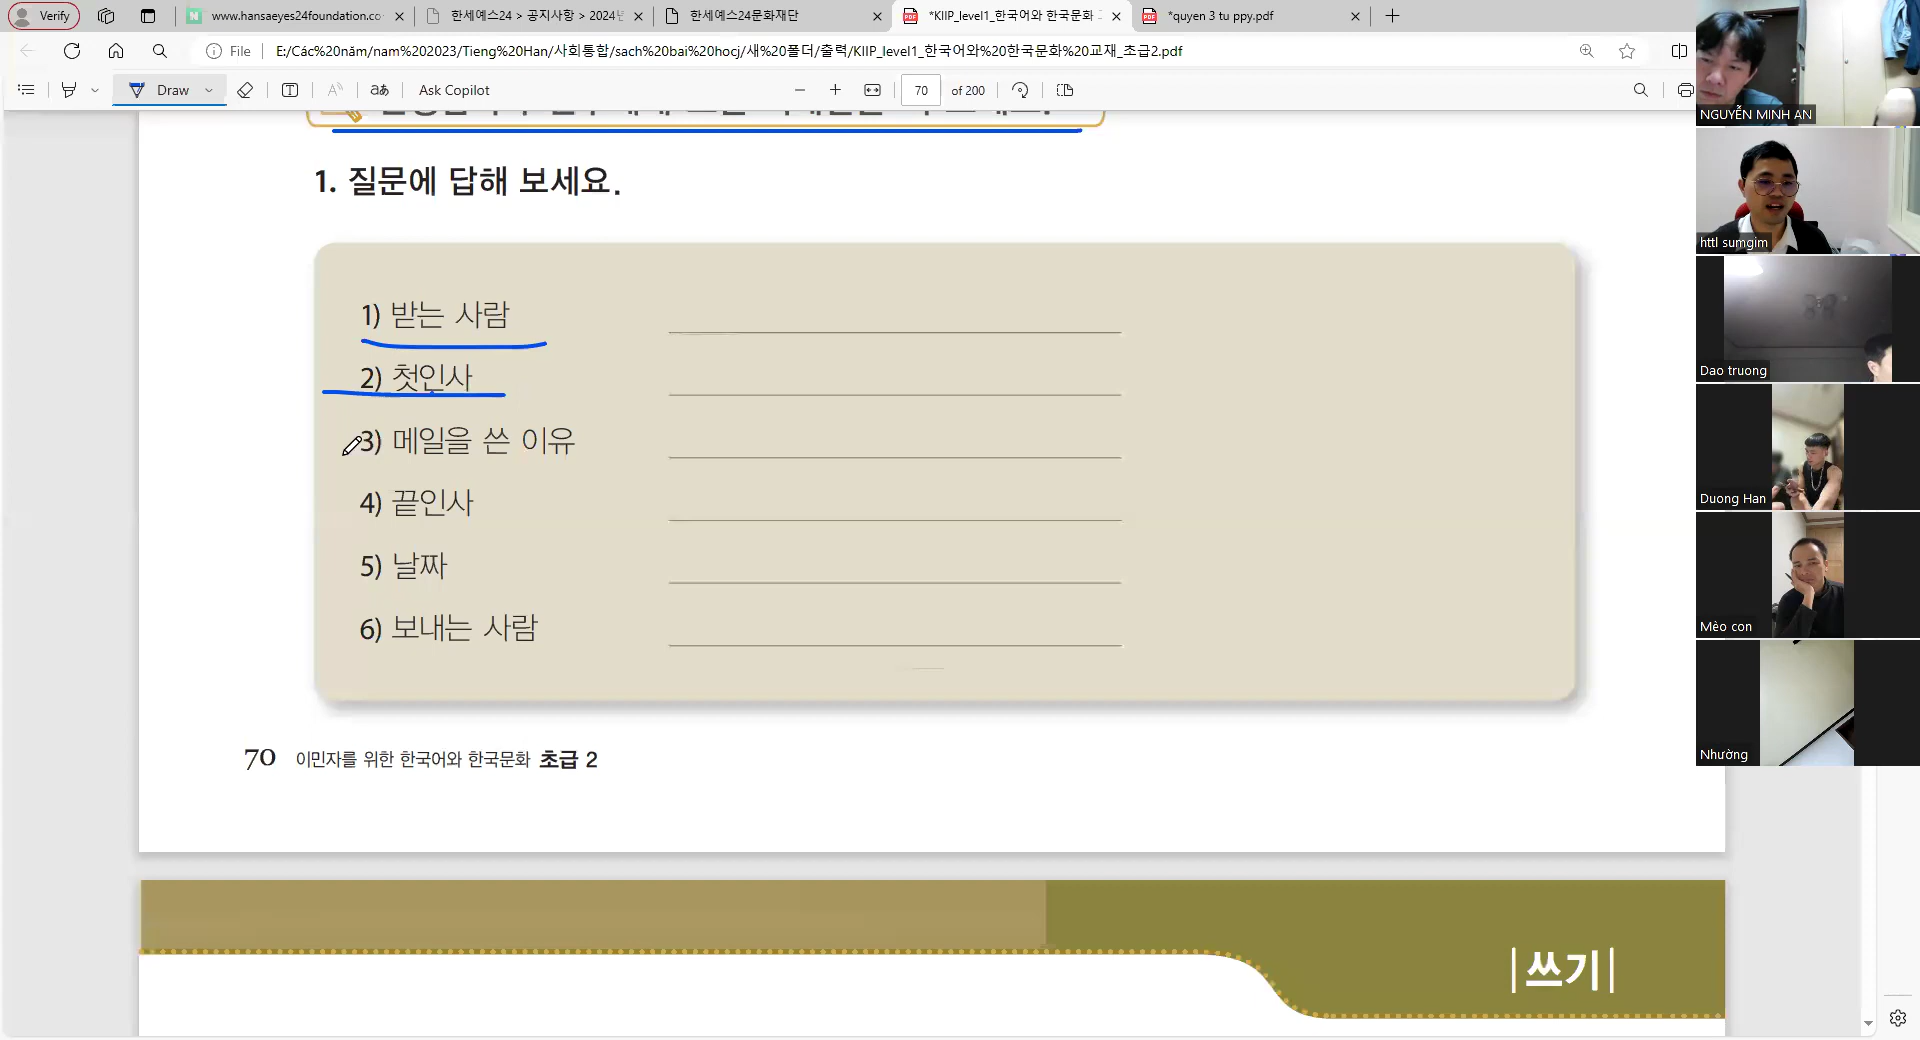 Verify
www.hansaeyes24foundation.co
한세예스24 > 공지사항 > 2024년
한세예스24문화재단
*KIIP_level1_한국어와 한국문화
*quyen 3 tu ppy.pdf
File
E:/Các%20năm/nam%202023/Tieng%20Han/사회통합/sach%20bai%20hocj/새%20폴더/출력/KIIP_level1_한국어와%20한국문화%20교재_초급2.pdf
Draw
Ask Copilot
70 of 200
1. 질문에 답해 보세요.
1) 받는 사람
2) 첫인사
3) 메일을 쓴 이유
4) 끝인사
5) 날짜
6) 보내는 사람
70 이민자를 위한 한국어와 한국문화 초급 2
|쓰기|
NGUYỄN MINH AN
httl sumgim
Dao truong
Duong Han
Mèo con
Nhường